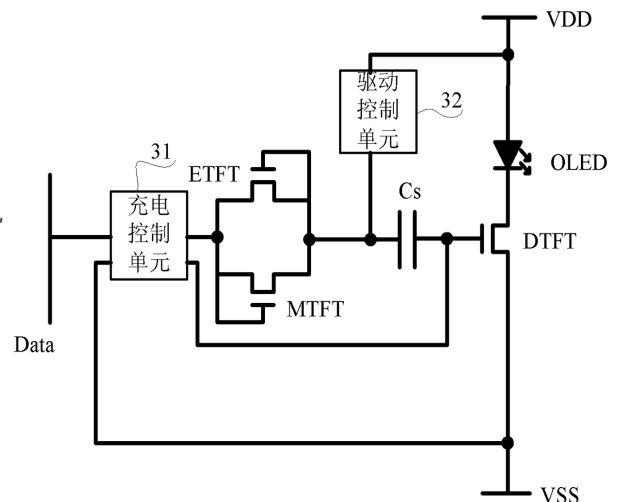 VDD
驱动
控制
单元
32
31
ETFT
OLED
Cs
充电
控制
单元
DTFT
MTFT
Data
VSS